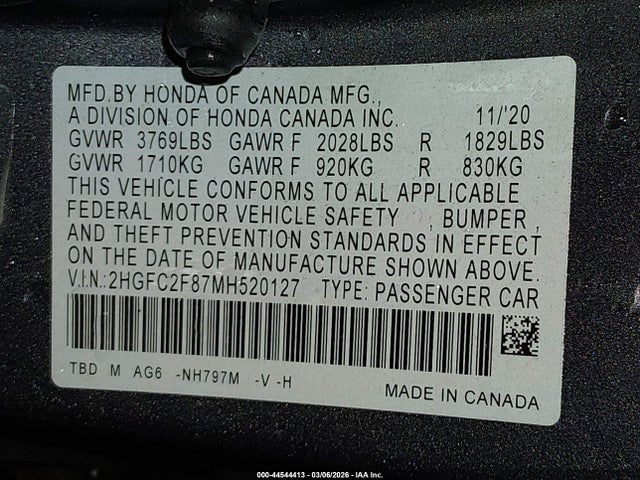 MFD.BY HONDA OF CANADA MFG.,
A DIVISION OF HONDA CANADA INC. 11/'20
GVWR 3769LBS GAWR F 2028LBS R 1829LBS
GVWR 1710KG GAWR F 920KG R 830KG
THIS VEHICLE CONFORMS TO ALL APPLICABLE
FEDERAL MOTOR VEHICLE SAFETY , BUMPER ,
AND THEFT PREVENTION STANDARDS IN EFFECT
ON THE DATE OF MANUFACTURE SHOWN ABOVE.
V.I.N.:2HGFC2F87MH520127 TYPE: PASSENGER CAR
TBD M AG6 -NH797M -V -H
MADE IN CANADA
000-44544413 - 03/06/2026 - IAA Inc.